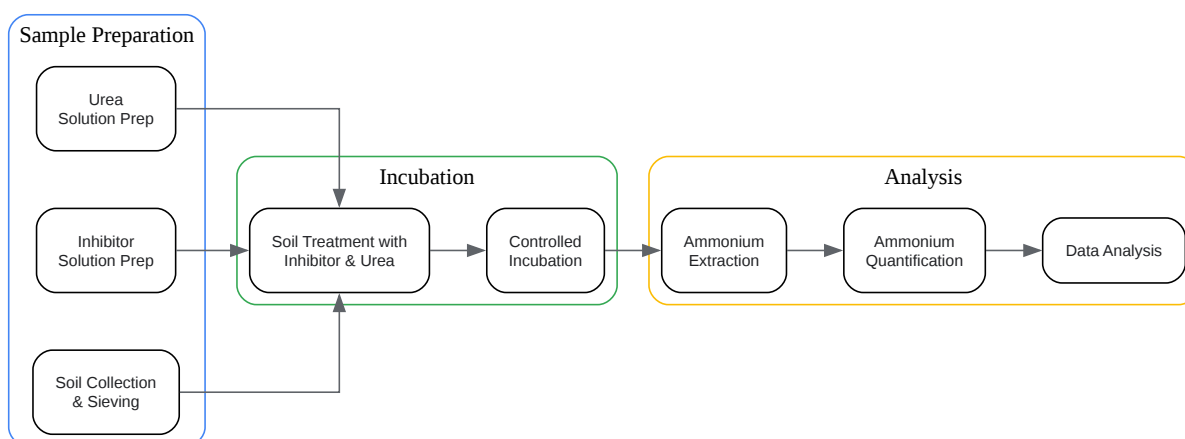 Sample Preparation
Urea
Solution Prep
Inhibitor
Solution Prep
Soil Collection
& Sieving
Incubation
Soil Treatment with
Inhibitor & Urea
Controlled
Incubation
Analysis
Ammonium
Extraction
Ammonium
Quantification
Data Analysis